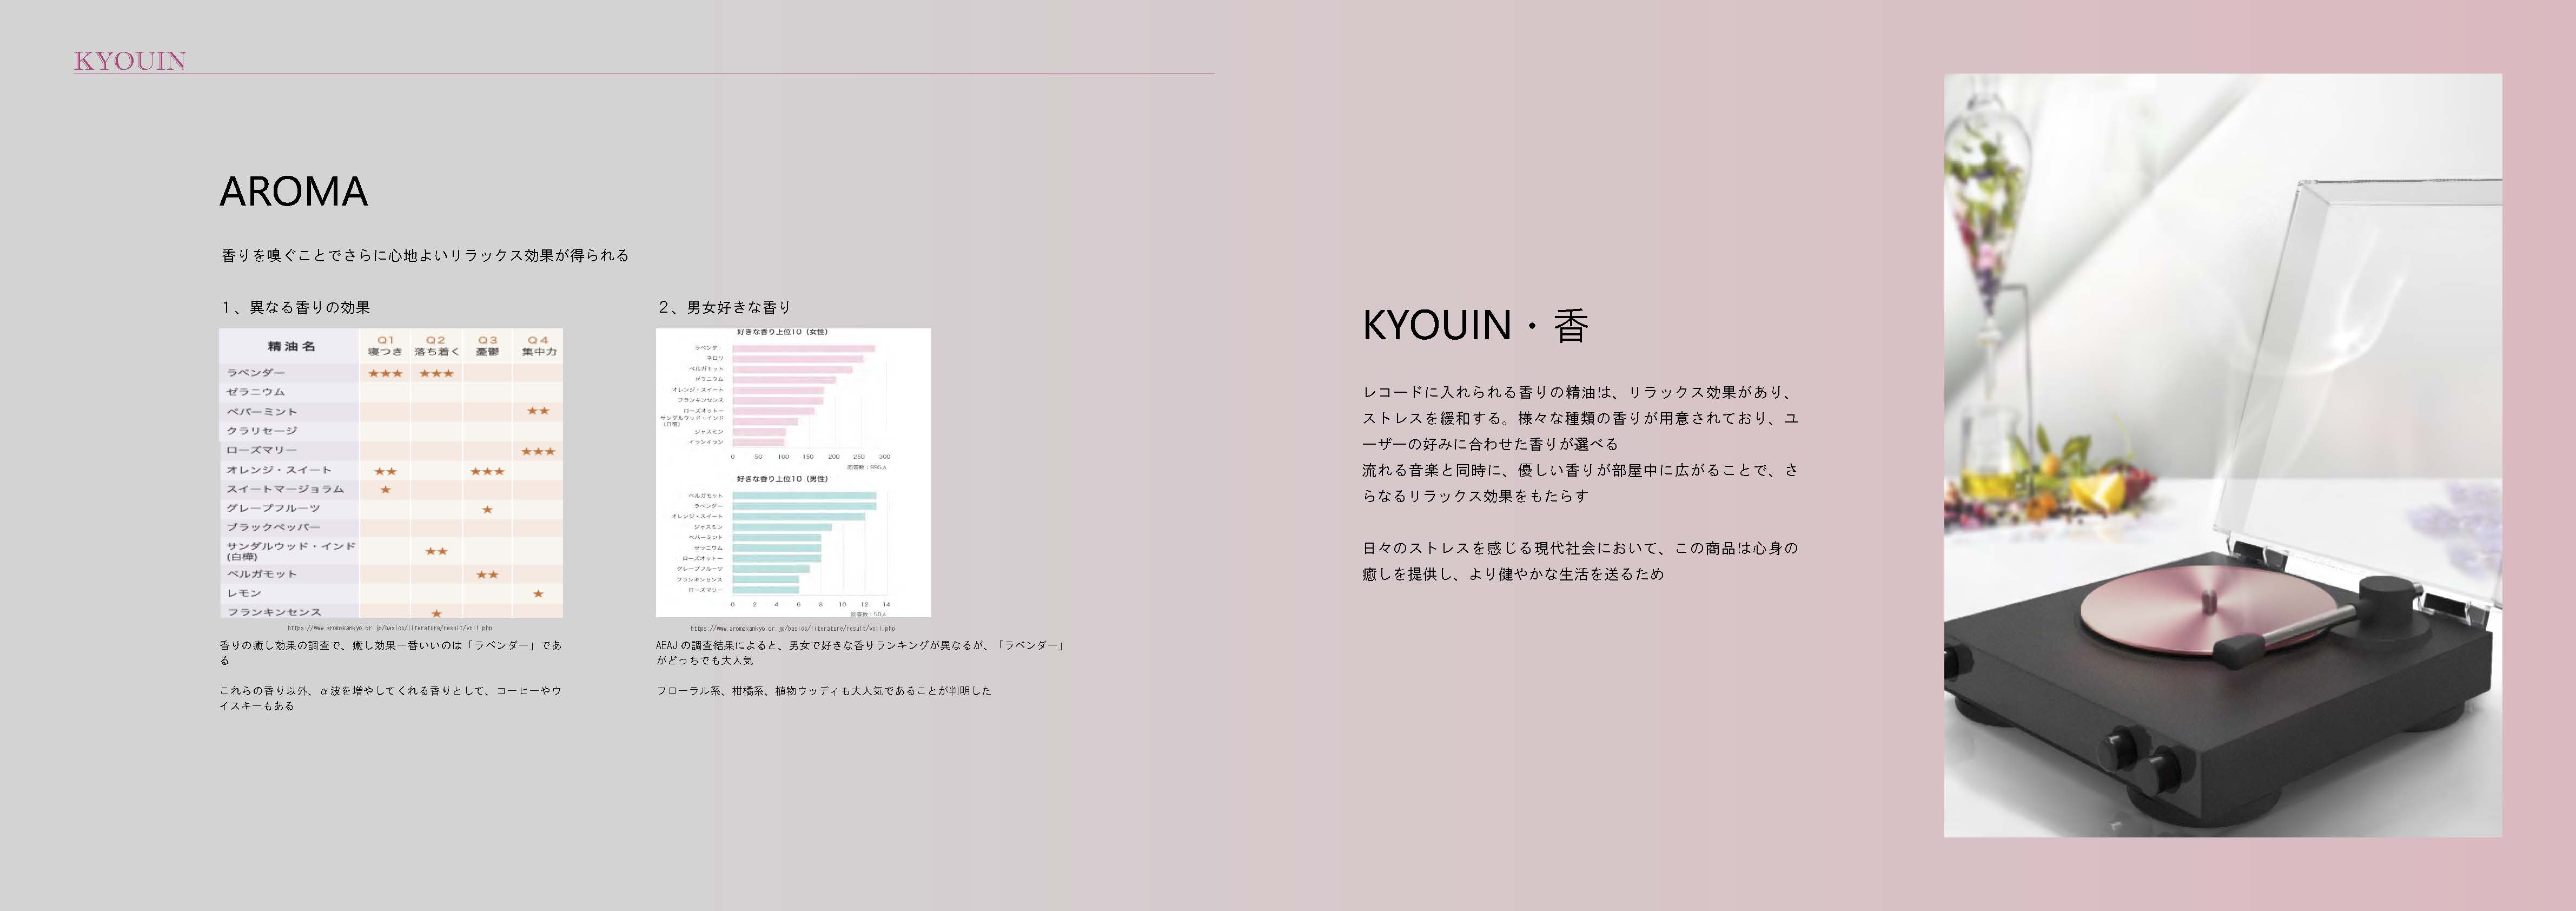 KYOUIN
AROMA
香りを嗅ぐことでさらに心地よいリラックス効果が得られる
1、異なる香りの効果
精油名
Q1 Q2 Q3 Q4
寝つき 落ち着く 憂鬱 集中力
ラベンダー ★★★ ★★★
ゼラニウム
ペパーミント ★★
クラリセージ
ローズマリー ★★★
オレンジ・スイート ★★ ★★★
スイートマージョラム ★
グレープフルーツ ★
ブラックペッパー
サンダルウッド・インド ★★
(白檀)
ベルガモット ★★
レモン ★
フランキンセンス ★
https://www.aromakankyo.or.jp/basics/literature/result/vol1.php
香りの癒し効果の調査で、癒し効果一番いいのは「ラベンダー」であ
る
これらの香り以外、α波を増やしてくれる香りとして、コーヒーやウ
イスキーもある
2、男女好きな香り
好きな香り上位10（女性）
ラベンダー
ネロリ
ベルガモット
ゼラニウム
オレンジ・スイート
フランキンセンス
ローズオットー
サンダルウッド・インド
(白檀)
ジャスミン
イランイラン
0 50 100 150 200 250 300
好きな香り上位10（男性）
ベルガモット
ラベンダー
オレンジ・スイート
ジャスミン
ペパーミント
ゼラニウム
ローズオットー
グレープフルーツ
フランキンセンス
ローズマリー
0 2 4 6 8 10 12 14
https://www.aromakankyo.or.jp/basics/literature/result/vol1.php
AEAJの調査結果によると、男女で好きな香りランキングが異なるが、「ラベンダー」
がどっちでも大人気
フローラル系、柑橘系、植物ウッディも大人気であることが判明した
KYOUIN・香
レコードに入れられる香りの精油は、リラックス効果があり、
ストレスを緩和する。様々な種類の香りが用意されており、ユ
ーザーの好みに合わせた香りが選べる
流れる音楽と同時に、優しい香りが部屋中に広がることで、さ
らなるリラックス効果をもたらす
日々のストレスを感じる現代社会において、この商品は心身の
癒しを提供し、より健やかな生活を送るため